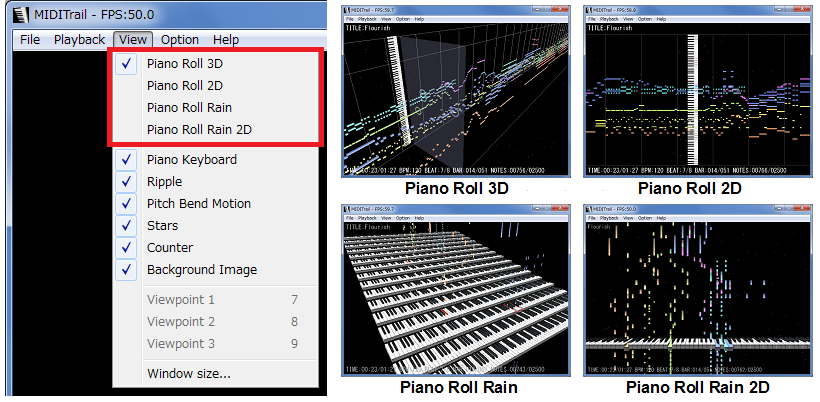 MIDITrail - FPS:50.0
File Playback View Option Help
Piano Roll 3D
Piano Roll 2D
Piano Roll Rain
Piano Roll Rain 2D
Piano Keyboard
Ripple
Pitch Bend Motion
Stars
Counter
Background Image
Viewpoint 1 7
Viewpoint 2 8
Viewpoint 3 9
Window size...
MIDITrail - FPS:59.7
File Playback View Option Help
TITLE:Flourish
TIME:00:23/01:27 BPM:120 BEAT:7/8 BAR:014/051 NOTES:00756/02500
Piano Roll 3D
File Playback View Option Help
TITLE:Flourish
TIME:00:23/01:27 BPM:120 BEAT:7/8 BAR:014/051 NOTES:00766/02500
Piano Roll 2D
MIDITrail - FPS:59.7
File Playback View Option Help
TITLE:Flourish
TIME:00:23/01:27 BPM:120 BEAT:7/8 BAR:014/051 NOTES:00743/02500
Piano Roll Rain
MIDITrail - FPS:50.0
File Playback View Option Help
Flourish
TIME:00:23/01:27 BPM:120 BEAT:7/8 BAR:014/051 NOTES:00762/02500
Piano Roll Rain 2D